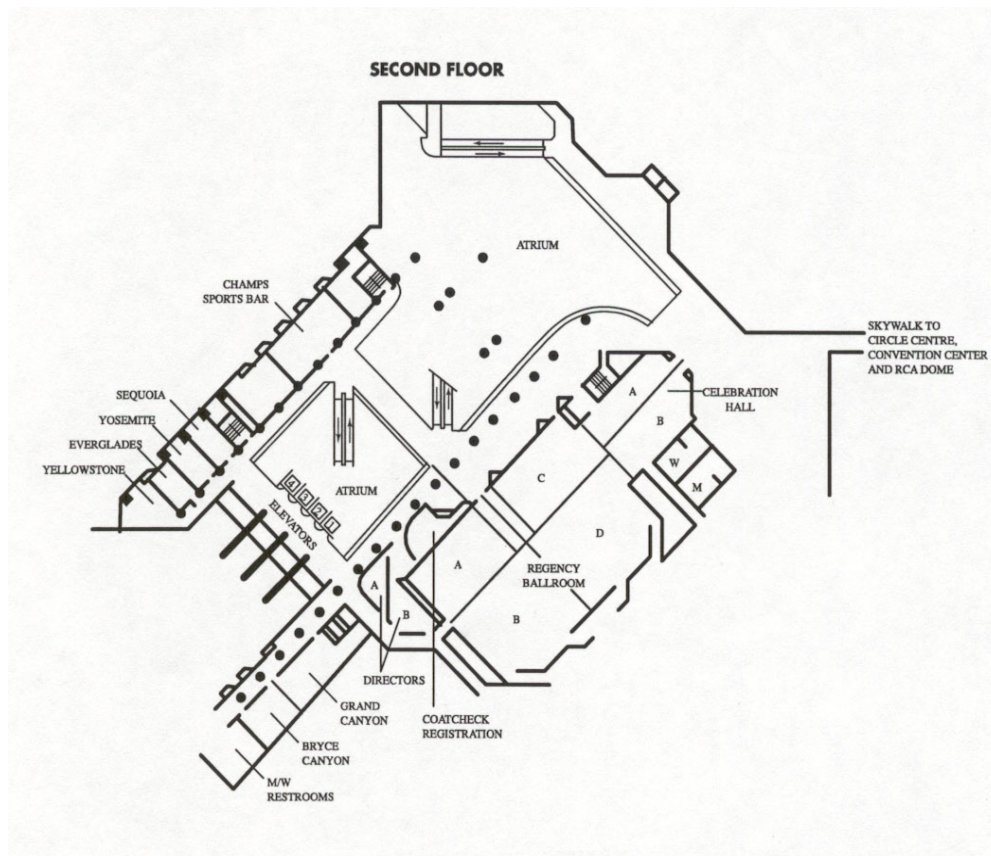 SECOND FLOOR
ATRIUM
CHAMPS
SPORTS BAR
SKYWALK TO
CIRCLE CENTRE,
CONVENTION CENTER
AND RCA DOME
SEQUOIA
YOSEMITE
EVERGLADES
YELLOWSTONE
A
CELEBRATION
HALL
B
W
M
C
D
4
3
2
1
ELEVATORS
ATRIUM
A
REGENCY
BALLROOM
B
A
B
DIRECTORS
COATCHECK
REGISTRATION
GRAND
CANYON
BRYCE
CANYON
M/W
RESTROOMS